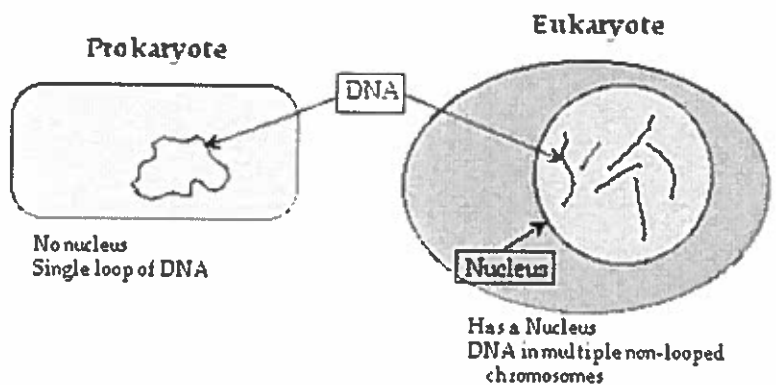 Prokaryote
Eukaryote
DNA
No nucleus
Single loop of DNA
Nucleus
Has a Nucleus
DNA in multiple non-looped
chromosomes